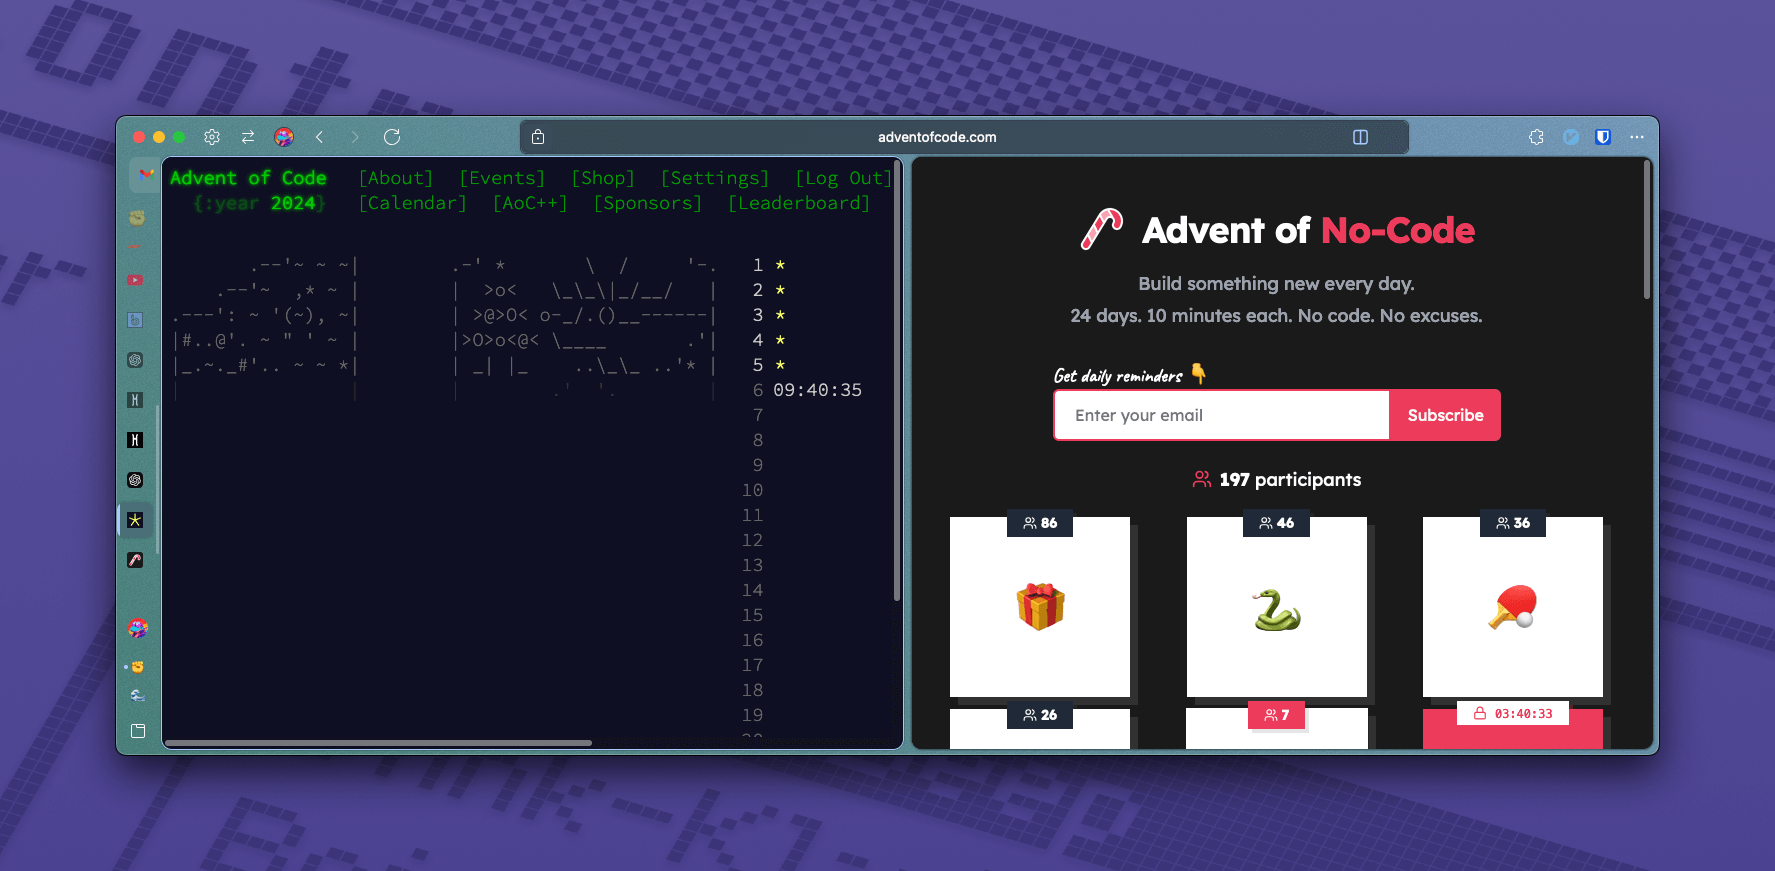 adventofcode.com
Advent of Code [About] [Events] [Shop] [Settings] [Log Out]
{:year 2024} [Calendar] [AoC++] [Sponsors] [Leaderboard]
1 *
2 *
3 *
4 *
5 *
6 09:40:35
7
8
9
10
11
12
13
14
15
16
17
18
19
Advent of No-Code
Build something new every day.
24 days. 10 minutes each. No code. No excuses.
Get daily reminders 👇
Enter your email Subscribe
197 participants
86 46 36
26 7 03:40:33